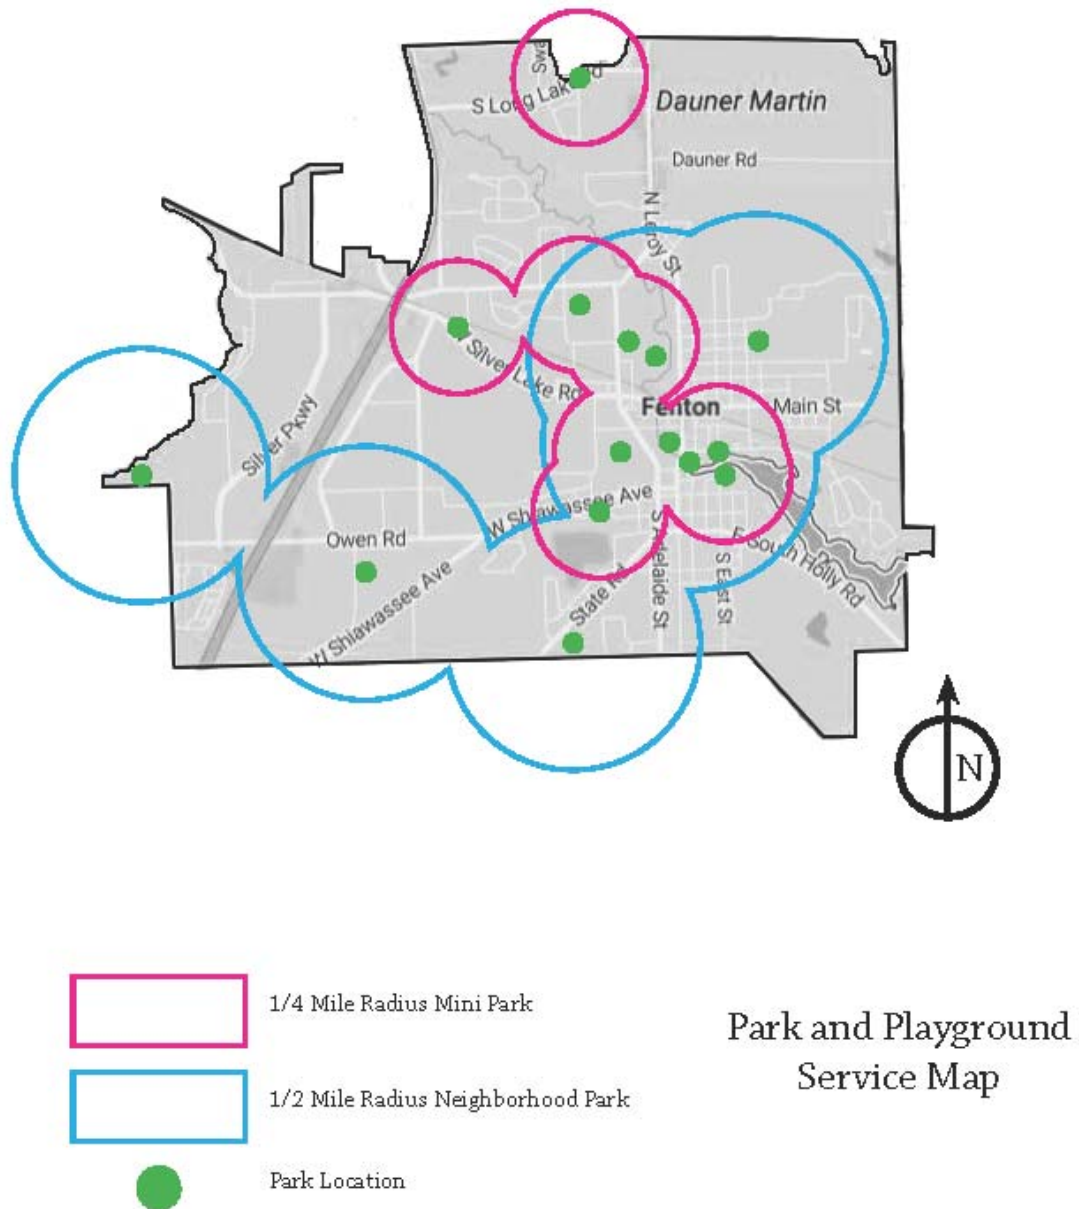 Swe
S Long Lake Rd
Dauner Martin
Dauner Rd
N Leroy St
W Silver Lake Rd
Fenton
Main St
Silver Pkwy
W Shiawassee Ave
Owen Rd
W Shiawassee Ave
State Rd
S Adelaide St
S East St
E South Holly Rd
N
1/4 Mile Radius Mini Park
1/2 Mile Radius Neighborhood Park
Park Location
Park and Playground
Service Map